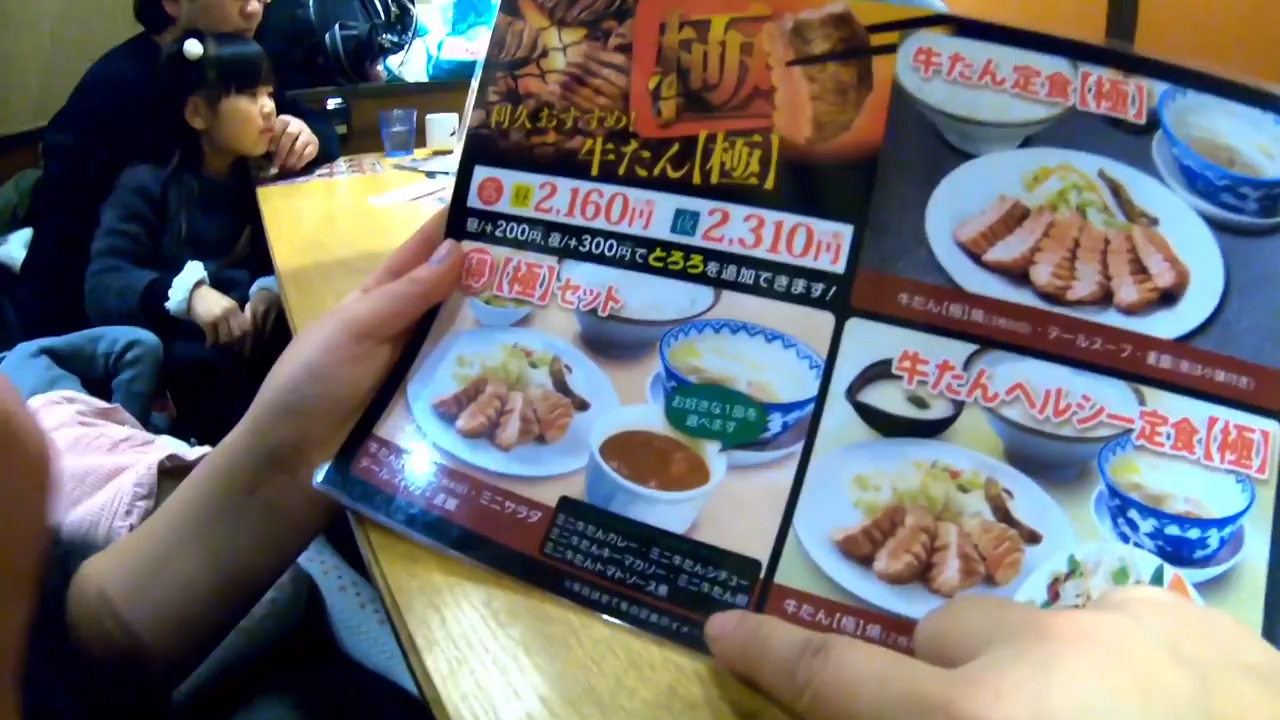 極
利久おすすめ!
牛たん【極】
各 昼 2,160円 夜 2,310円
昼/+200円、夜/+300円でとろろを追加できます!
得【極】セット
お好きな1品を
選べます
ミニサラダ
ミニ牛たんカレー・ミニ牛たんシチュー
ミニ牛たんキーマカリー・ミニ牛たん
ミニ牛たんトマトソース煮
牛たん定食【極】
牛たん【極】焼・テールスープ・麦飯
牛たんヘルシー定食【極】
牛たん【極】焼